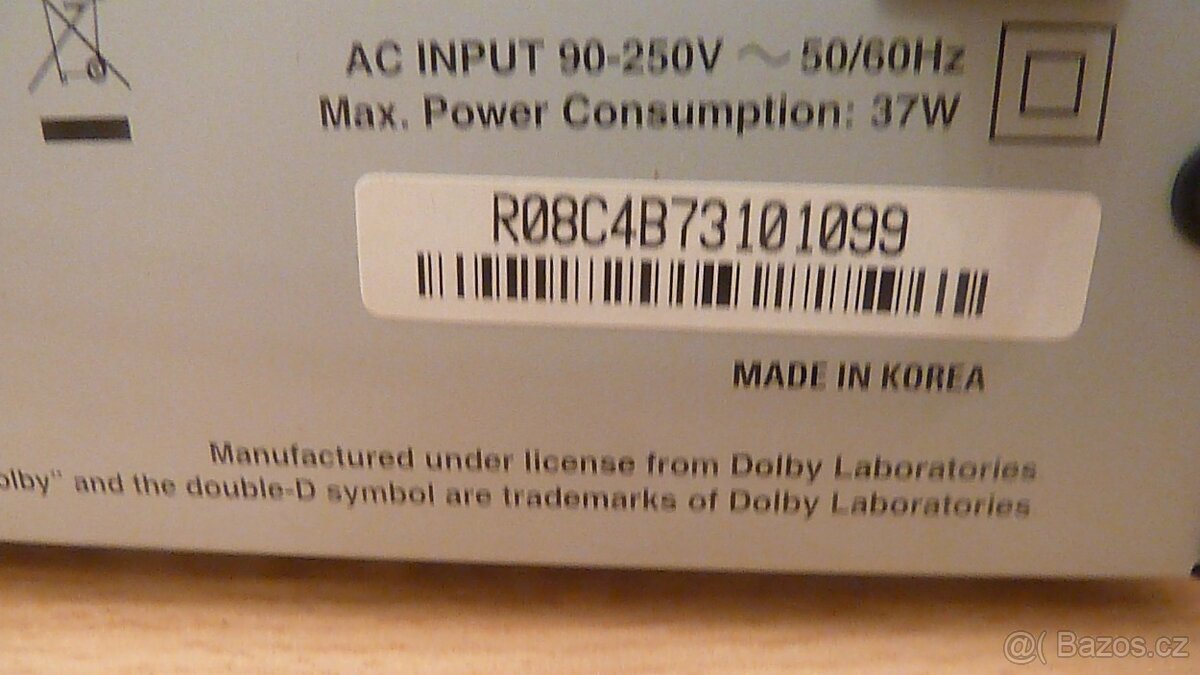 AC INPUT 90-250V ~ 50/60Hz
Max. Power Consumption: 37W
R08C4B73101099
MADE IN KOREA
Manufactured under license from Dolby Laboratories
olby" and the double-D symbol are trademarks of Dolby Laboratories
@( Bazos.cz